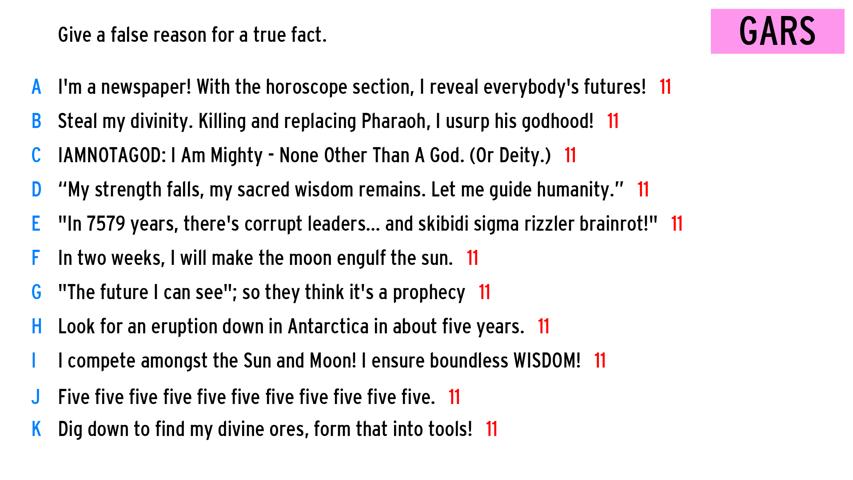 Give a false reason for a true fact.
GARS
A I'm a newspaper! With the horoscope section, I reveal everybody's futures! 11
B Steal my divinity. Killing and replacing Pharaoh, I usurp his godhood! 11
C IAMNOTAGOD: I Am Mighty - None Other Than A God. (Or Deity.) 11
D “My strength falls, my sacred wisdom remains. Let me guide humanity.” 11
E "In 7579 years, there's corrupt leaders... and skibidi sigma rizzler brainrot!" 11
F In two weeks, I will make the moon engulf the sun. 11
G "The future I can see"; so they think it's a prophecy 11
H Look for an eruption down in Antarctica in about five years. 11
I I compete amongst the Sun and Moon! I ensure boundless WISDOM! 11
J Five five five five five five five five five five five. 11
K Dig down to find my divine ores, form that into tools! 11